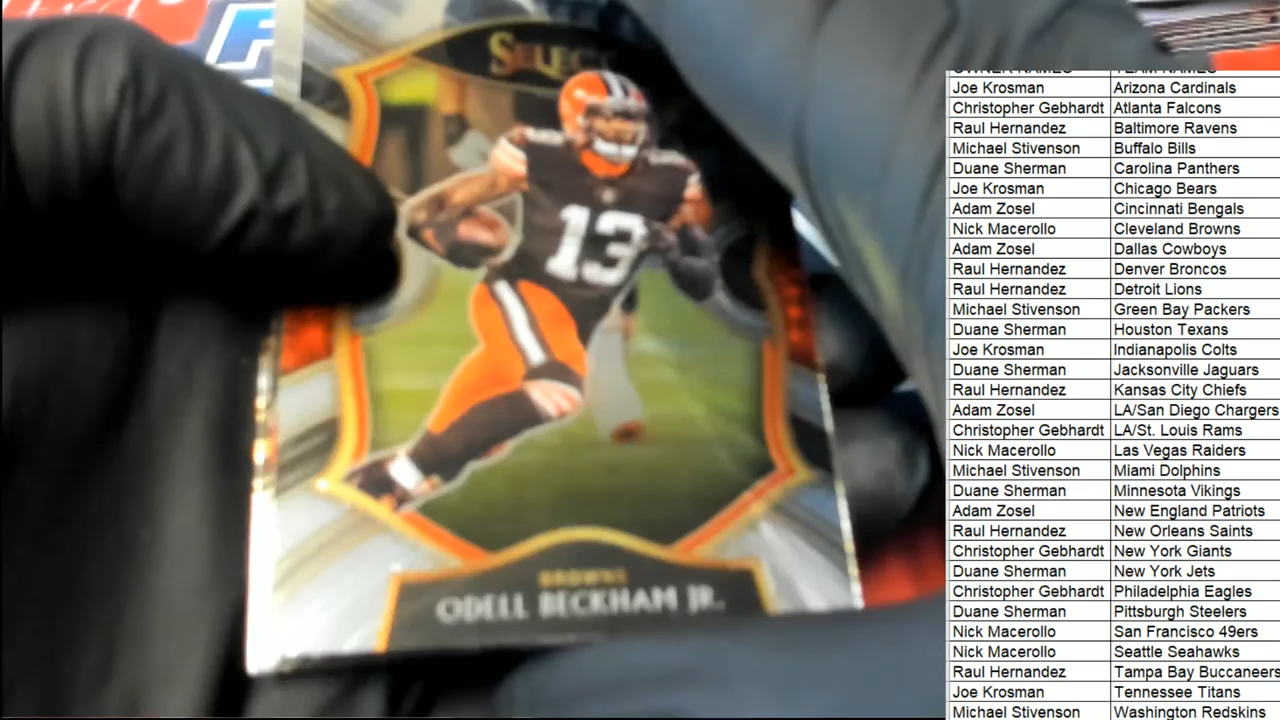 SELECT
13
BROWNS
ODELL BECKHAM JR.
OWNER NAMES TEAM NAMES
Joe Krosman Arizona Cardinals
Christopher Gebhardt Atlanta Falcons
Raul Hernandez Baltimore Ravens
Michael Stivenson Buffalo Bills
Duane Sherman Carolina Panthers
Joe Krosman Chicago Bears
Adam Zosel Cincinnati Bengals
Nick Macerollo Cleveland Browns
Adam Zosel Dallas Cowboys
Raul Hernandez Denver Broncos
Raul Hernandez Detroit Lions
Michael Stivenson Green Bay Packers
Duane Sherman Houston Texans
Joe Krosman Indianapolis Colts
Duane Sherman Jacksonville Jaguars
Raul Hernandez Kansas City Chiefs
Adam Zosel LA/San Diego Chargers
Christopher Gebhardt LA/St. Louis Rams
Nick Macerollo Las Vegas Raiders
Michael Stivenson Miami Dolphins
Duane Sherman Minnesota Vikings
Adam Zosel New England Patriots
Raul Hernandez New Orleans Saints
Christopher Gebhardt New York Giants
Duane Sherman New York Jets
Christopher Gebhardt Philadelphia Eagles
Duane Sherman Pittsburgh Steelers
Nick Macerollo San Francisco 49ers
Nick Macerollo Seattle Seahawks
Raul Hernandez Tampa Bay Buccaneers
Joe Krosman Tennessee Titans
Michael Stivenson Washington Redskins